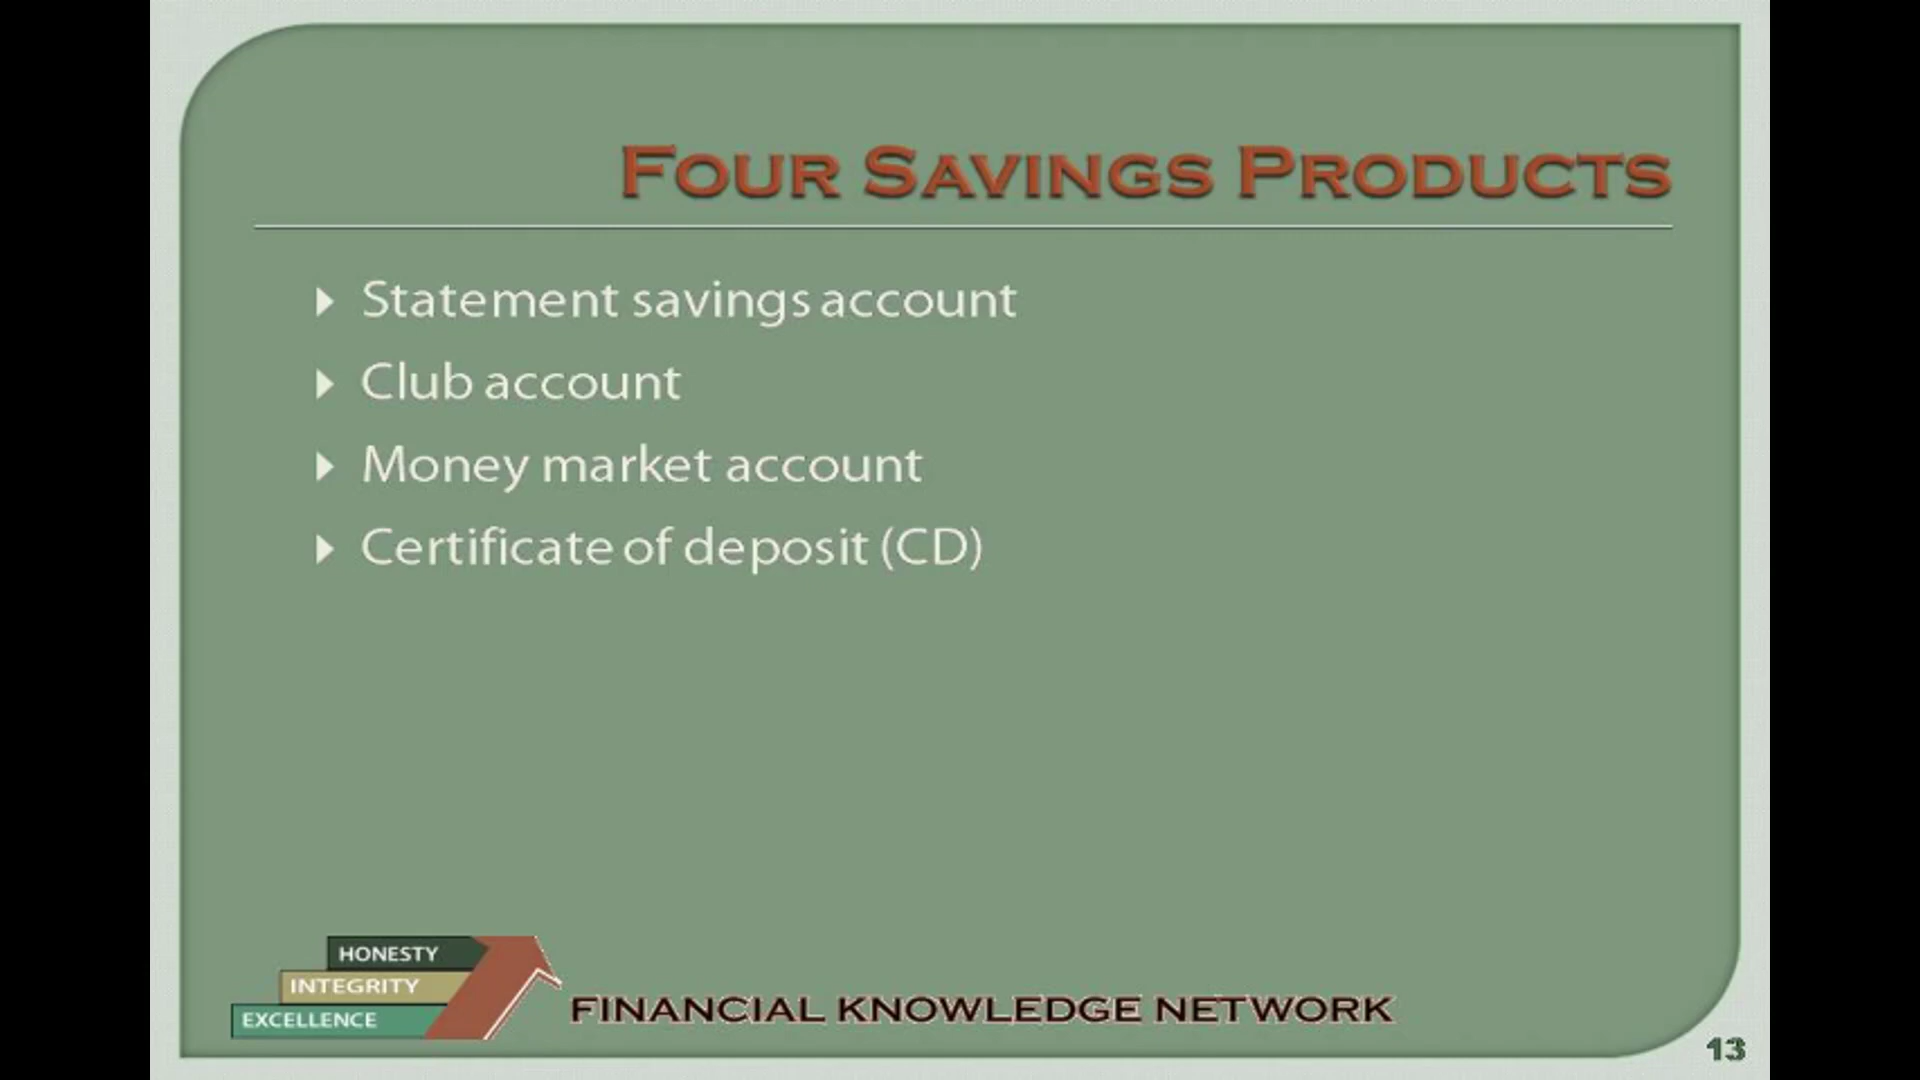 Four Savings Products
Statement savings account
Club account
Money market account
Certificate of deposit (CD)
HONESTY
INTEGRITY
EXCELLENCE
FINANCIAL KNOWLEDGE NETWORK
13